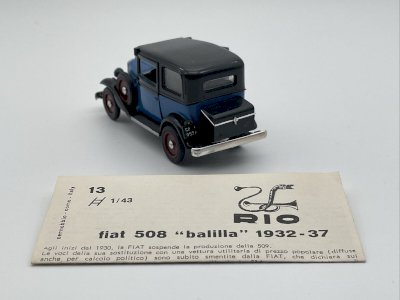 13
1/43
RIO
fiat 508 "balilla" 1932-37
Agli inizi del 1930, la FIAT sospende la produzione della 509.
Le voci della sua sostituzione con una vettura utilitaria di prezzo popolare (diffuse
anche per calcolo politico) sono subito smentite dalla FIAT, che dichiara sui